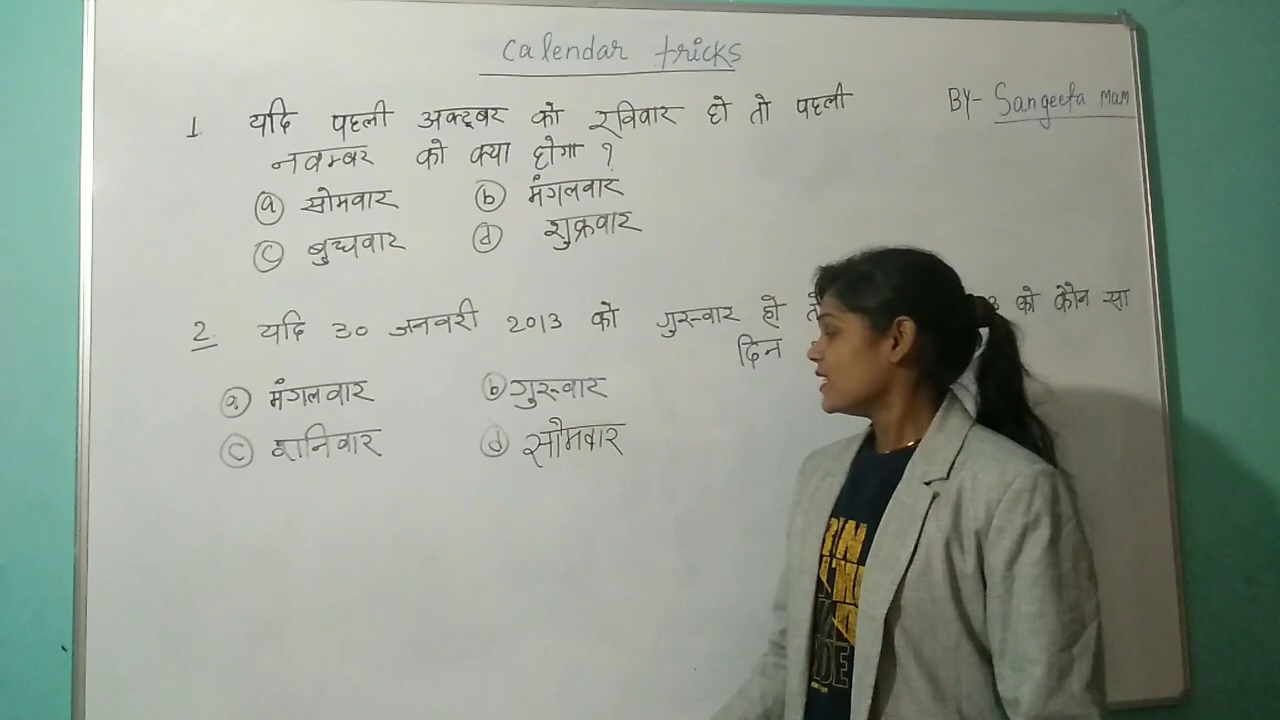 Calendar tricks
BY- Sangeeta mam
1 यदि पहली अक्टूबर को रविवार हो तो पहली
नवम्बर को क्या होगा ?
(a) सोमवार (b) मंगलवार
(c) बुधवार (d) शुक्रवार
2. यदि 30 जनवरी 2013 को गुरुवार हो को कौन सा
दिन
(a) मंगलवार (b) गुरुवार
(c) शनिवार (d) सोमवार